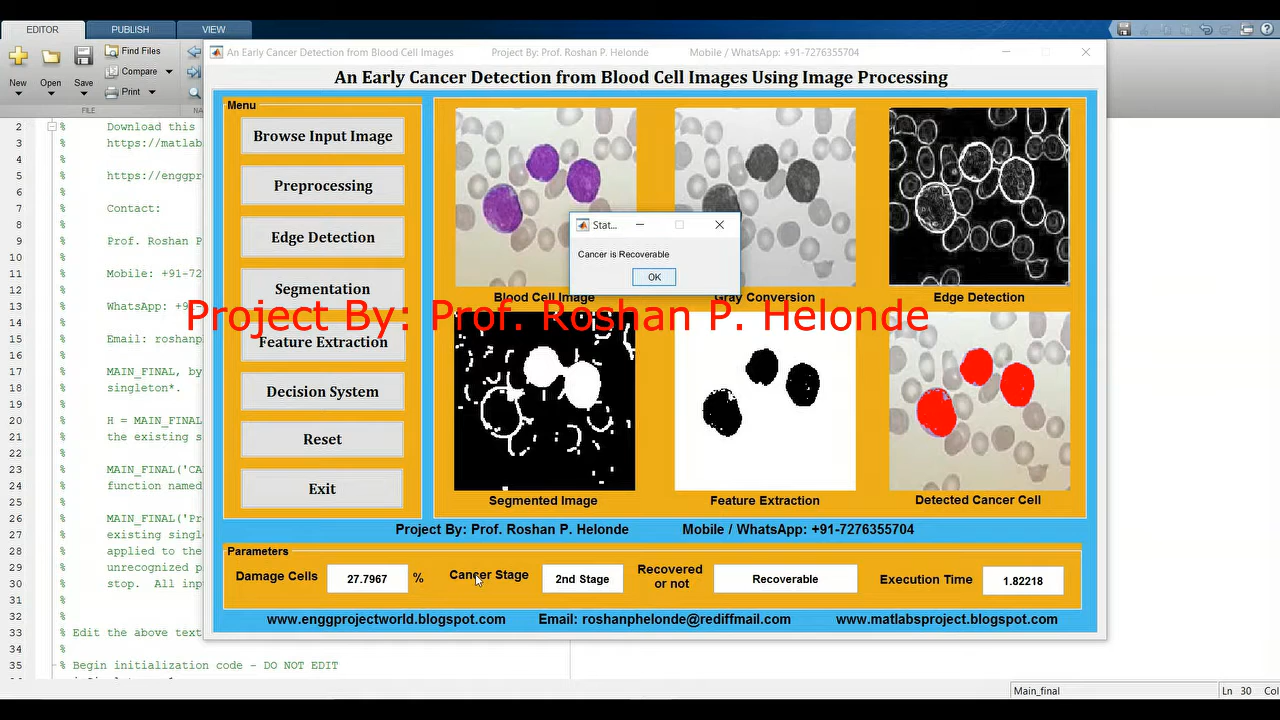 EDITOR PUBLISH VIEW
An Early Cancer Detection from Blood Cell Images Project By: Prof. Roshan P. Helonde Mobile / WhatsApp: +91-7276355704
New
Open
Save
Find Files
Compare
Print
FILE
An Early Cancer Detection from Blood Cell Images Using Image Processing
Menu
Browse Input Image
Preprocessing
Edge Detection
Segmentation
Feature Extraction
Decision System
Reset
Exit
Stat...
Cancer is Recoverable
OK
Blood Cell Image
Gray Conversion
Edge Detection
Project By: Prof. Roshan P. Helonde
Segmented Image
Feature Extraction
Detected Cancer Cell
Project By: Prof. Roshan P. Helonde Mobile / WhatsApp: +91-7276355704
Parameters
Damage Cells 27.7967 %
Cancer Stage 2nd Stage
Recovered
or not
Recoverable
Execution Time 1.82218
www.enggprojectworld.blogspot.com Email: roshanphelonde@rediffmail.com www.matlabsproject.blogspot.com
2 % Download this
3 % https://matlab
4 %
5 % https://engg
6 %
7 % Contact:
8 %
9 % Prof. Roshan P
10 %
11 % Mobile: +91-72
12 %
13 % WhatsApp: +9
14 %
15 % Email: roshanp
16 %
17 % MAIN_FINAL, by
18 % singleton*.
19 %
20 % H = MAIN_FINAL
21 % the existing s
22 %
23 % MAIN_FINAL('CA
24 % function named
25 %
26 % MAIN_FINAL('Pr
27 % existing singl
28 % applied to the
29 % unrecognized p
30 % stop. All inp
31 %
32 %
33 % Edit the above text
34 %
35 % Begin initialization code - DO NOT EDIT
Main_final
Ln 30 Col